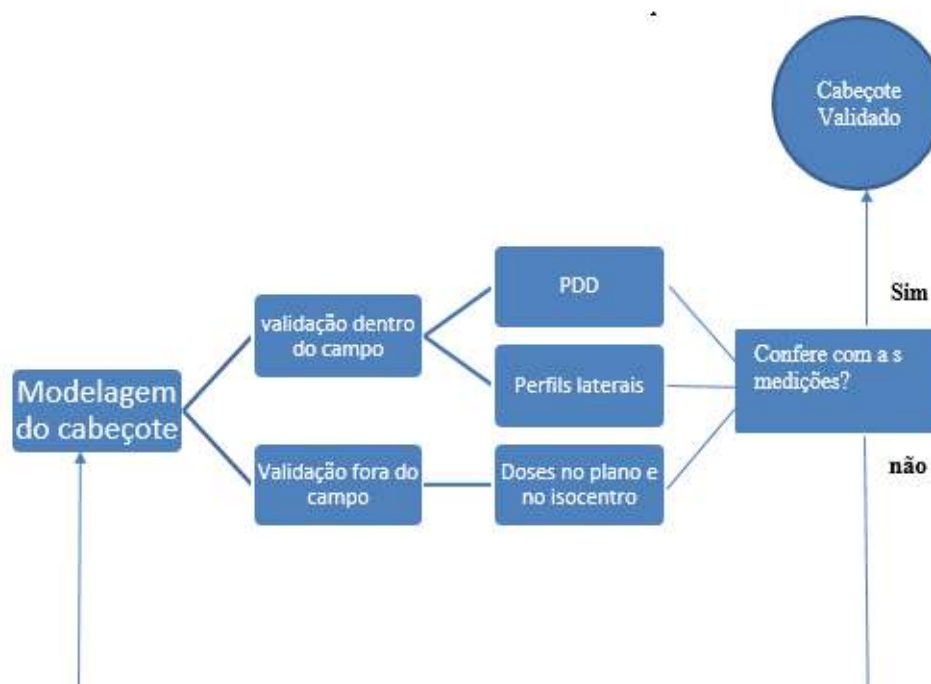 Cabeçote
Validado
Sim
PDD
validação dentro
do campo
Confere com a s
medições?
Perfils laterais
Modelagem
do cabeçote
Validação fora do
campo
Doses no plano e
no isocentro
não